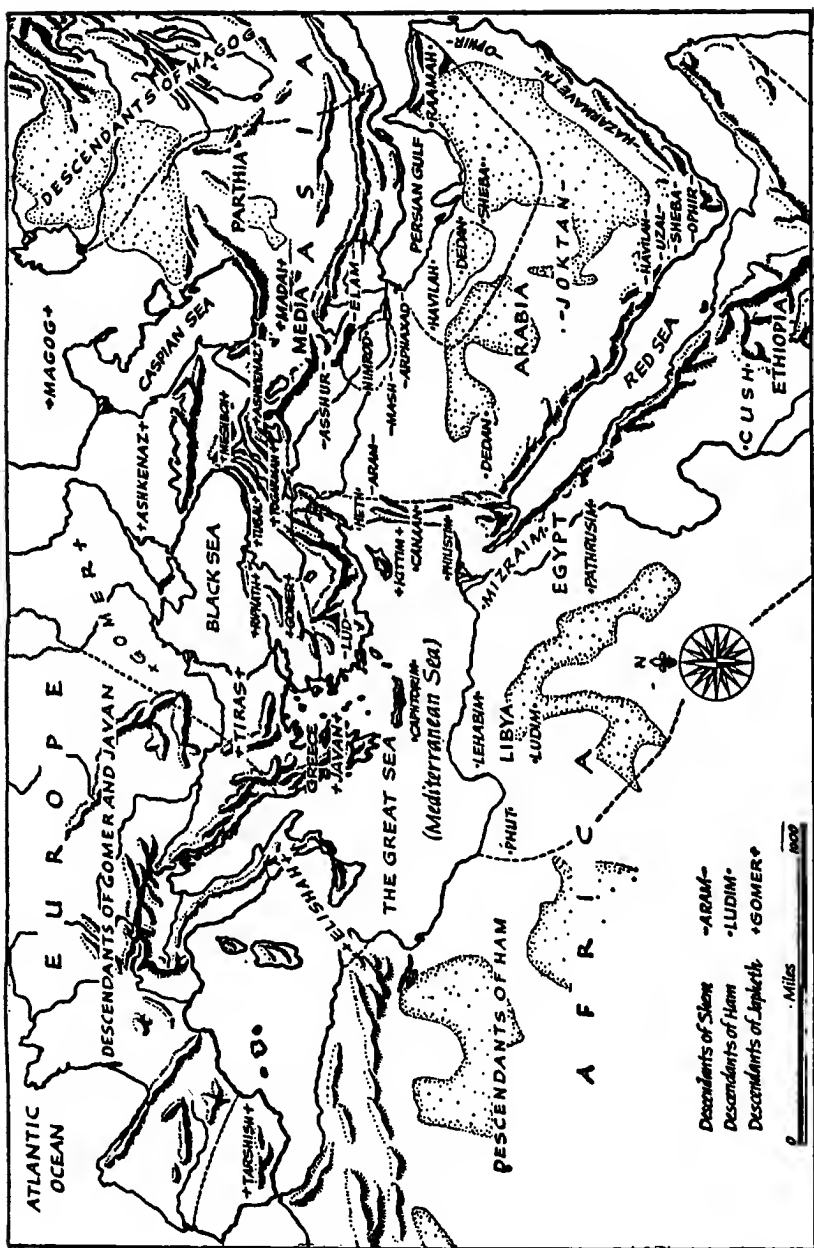 ATLANTIC
OCEAN
E U R O P E
DESCENDANTS OF GOMER AND JAVAN
+TARSHISH+
+ELISHAH+
+G O M E R+
+ASHKENAZ+
+MAGOG+
DESCENDANTS OF MAGOG
CASPIAN SEA
BLACK SEA
+TIRAS+
+RIPHATH+
+GOMER+
+TUBAL+
+TOGARMAH+
+MESHECH+
+ASHKENAZ+
+MADAI+
MEDIA
PARTHIA
A S I A
GREECE
+JAVAN+
-LUD-
-ASSHUR-
NIMROD
-ELAM-
-MASH-
-ARPHAXAD-
-ARAM-
•HETH
+KITTIM+
•CANAAN•
•PHILISTIM
•CAPHTORIM•
THE GREAT SEA
(Mediterranean Sea)
PERSIAN GULF
•RAAMAH•
-OPHIR-
•HAVILAH•
•DEDAN•
•SHEBA•
•DEDAN•
ARABIA
-JOKTAN-
HAZARMAVETH
-HAVILAH-
-UZAL-
-SHEBA-
-OPHIR-
RED SEA
•MIZRAIM•
EGYPT
•PATHRUSIM•
•LEHABIM•
LIBYA
•LUDIM•
•PHUT•
•CUSH•
ETHIOPIA
DESCENDANTS OF HAM
A F R I C A
N
Descendants of Shem -ARAM-
Descendants of Ham •LUDIM•
Descendants of Japheth +GOMER+
0 Miles 1000